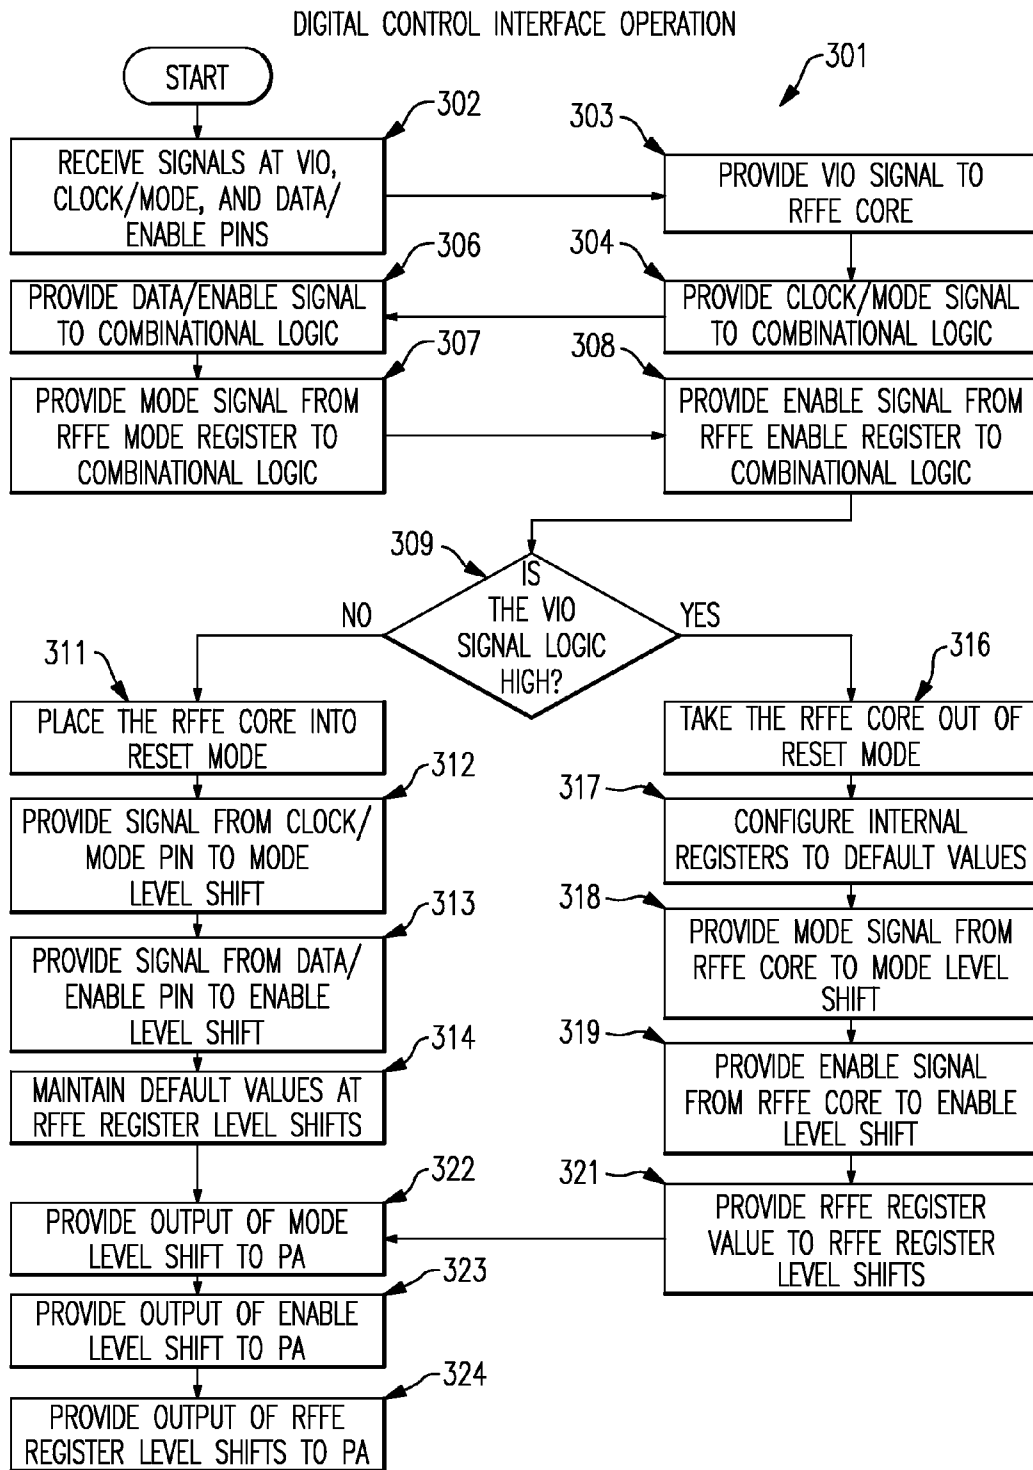 DIGITAL CONTROL INTERFACE OPERATION
START
301
302
RECEIVE SIGNALS AT VIO,
CLOCK/MODE, AND DATA/
ENABLE PINS
303
PROVIDE VIO SIGNAL TO
RFFE CORE
304
PROVIDE CLOCK/MODE SIGNAL
TO COMBINATIONAL LOGIC
306
PROVIDE DATA/ENABLE SIGNAL
TO COMBINATIONAL LOGIC
307
PROVIDE MODE SIGNAL FROM
RFFE MODE REGISTER TO
COMBINATIONAL LOGIC
308
PROVIDE ENABLE SIGNAL FROM
RFFE ENABLE REGISTER TO
COMBINATIONAL LOGIC
309
IS
THE VIO
SIGNAL LOGIC
HIGH?
NO
YES
311
PLACE THE RFFE CORE INTO
RESET MODE
312
PROVIDE SIGNAL FROM CLOCK/
MODE PIN TO MODE
LEVEL SHIFT
313
PROVIDE SIGNAL FROM DATA/
ENABLE PIN TO ENABLE
LEVEL SHIFT
314
MAINTAIN DEFAULT VALUES AT
RFFE REGISTER LEVEL SHIFTS
316
TAKE THE RFFE CORE OUT OF
RESET MODE
317
CONFIGURE INTERNAL
REGISTERS TO DEFAULT VALUES
318
PROVIDE MODE SIGNAL FROM
RFFE CORE TO MODE LEVEL
SHIFT
319
PROVIDE ENABLE SIGNAL
FROM RFFE CORE TO ENABLE
LEVEL SHIFT
321
PROVIDE RFFE REGISTER
VALUE TO RFFE REGISTER
LEVEL SHIFTS
322
PROVIDE OUTPUT OF MODE
LEVEL SHIFT TO PA
323
PROVIDE OUTPUT OF ENABLE
LEVEL SHIFT TO PA
324
PROVIDE OUTPUT OF RFFE
REGISTER LEVEL SHIFTS TO PA